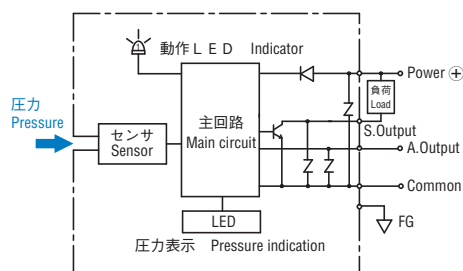 動作LED Indicator
Power ⊕
負荷
Load
圧力
Pressure
センサ
Sensor
主回路
Main circuit
S.Output
A.Output
Common
LED
FG
圧力表示 Pressure indication